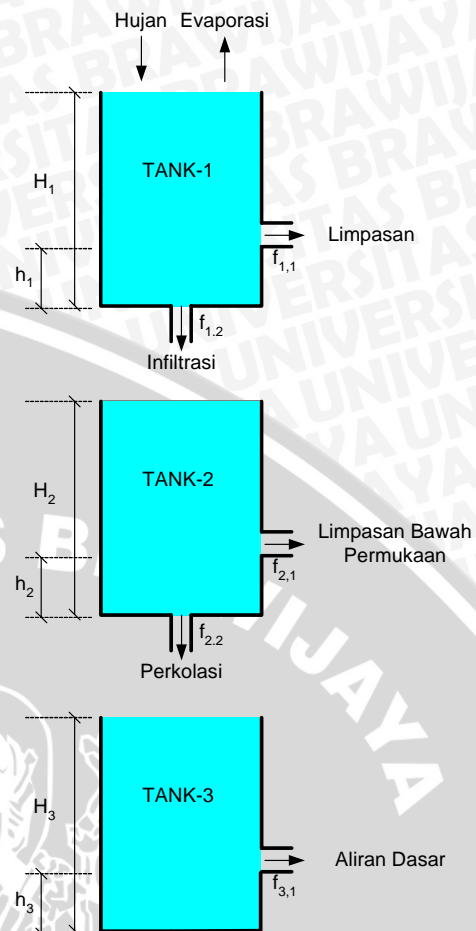 Hujan Evaporasi
TANK-1
H1
Limpasan
h1
f1,1
f1.2
Infiltrasi
TANK-2
H2
Limpasan Bawah
Permukaan
h2
f2,1
f2.2
Perkolasi
TANK-3
H3
Aliran Dasar
h3
f3,1